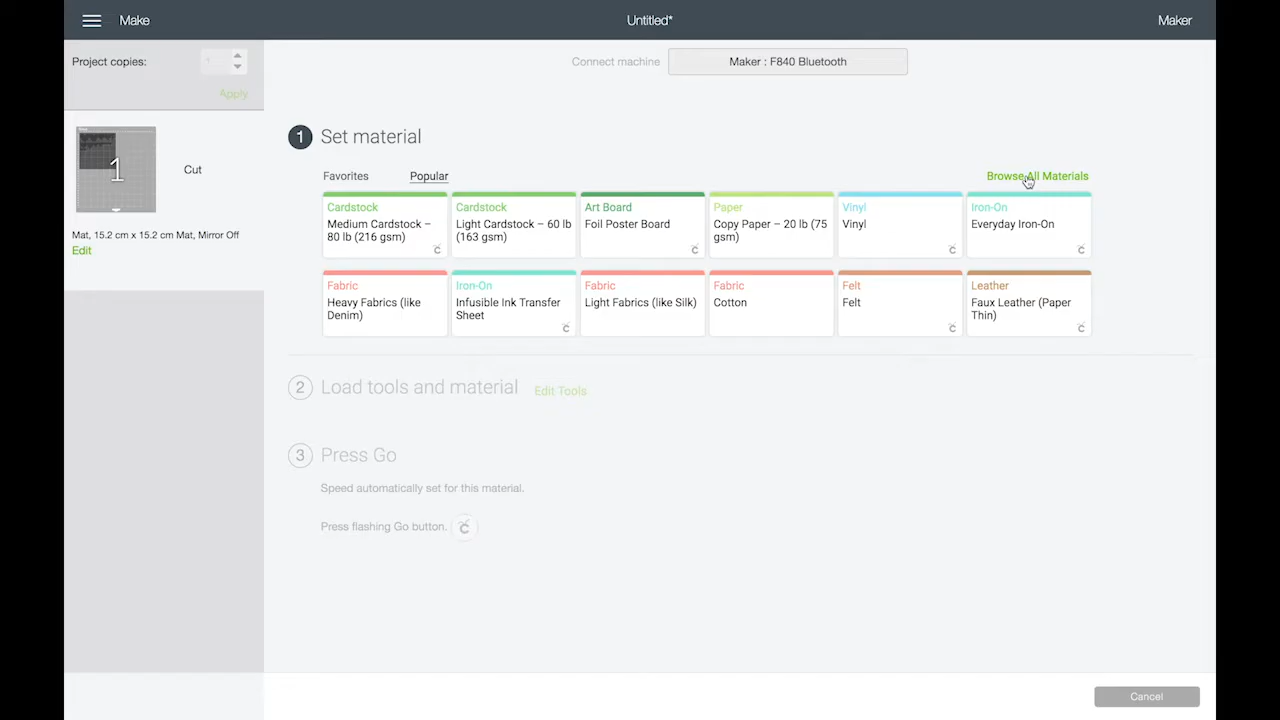 Make
Untitled*
Maker
Project copies:
1
Apply
1
Cut
Mat, 15.2 cm x 15.2 cm Mat, Mirror Off
Edit
Connect machine
Maker : F840 Bluetooth
1 Set material
Favorites
Popular
Browse All Materials
Cardstock
Medium Cardstock –
80 lb (216 gsm)
Cardstock
Light Cardstock – 60 lb
(163 gsm)
Art Board
Foil Poster Board
Paper
Copy Paper – 20 lb (75
gsm)
Vinyl
Vinyl
Iron-On
Everyday Iron-On
Fabric
Heavy Fabrics (like
Denim)
Iron-On
Infusible Ink Transfer
Sheet
Fabric
Light Fabrics (like Silk)
Fabric
Cotton
Felt
Felt
Leather
Faux Leather (Paper
Thin)
2 Load tools and material
Edit Tools
3 Press Go
Speed automatically set for this material.
Press flashing Go button.
Cancel